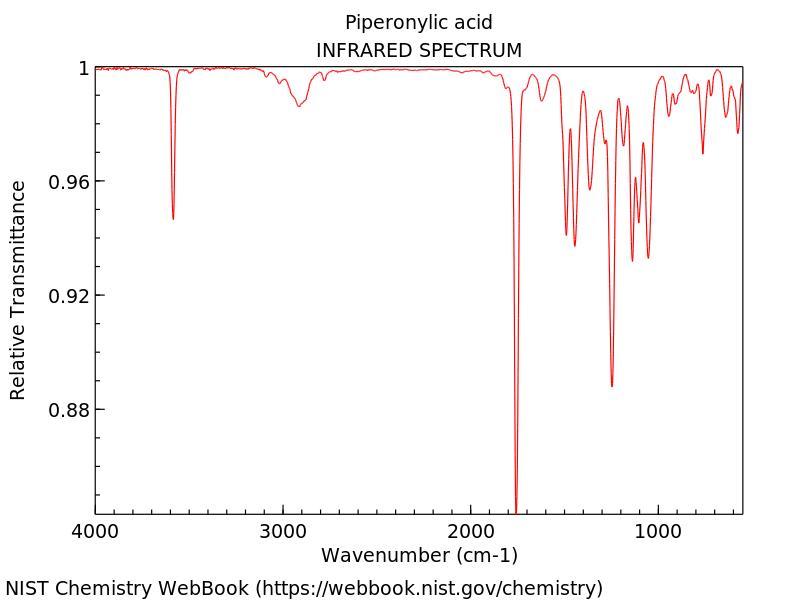 Piperonylic acid
INFRARED SPECTRUM
1
0.96
0.92
0.88
Relative Transmittance
4000 3000 2000 1000
Wavenumber (cm-1)
NIST Chemistry WebBook (https://webbook.nist.gov/chemistry)